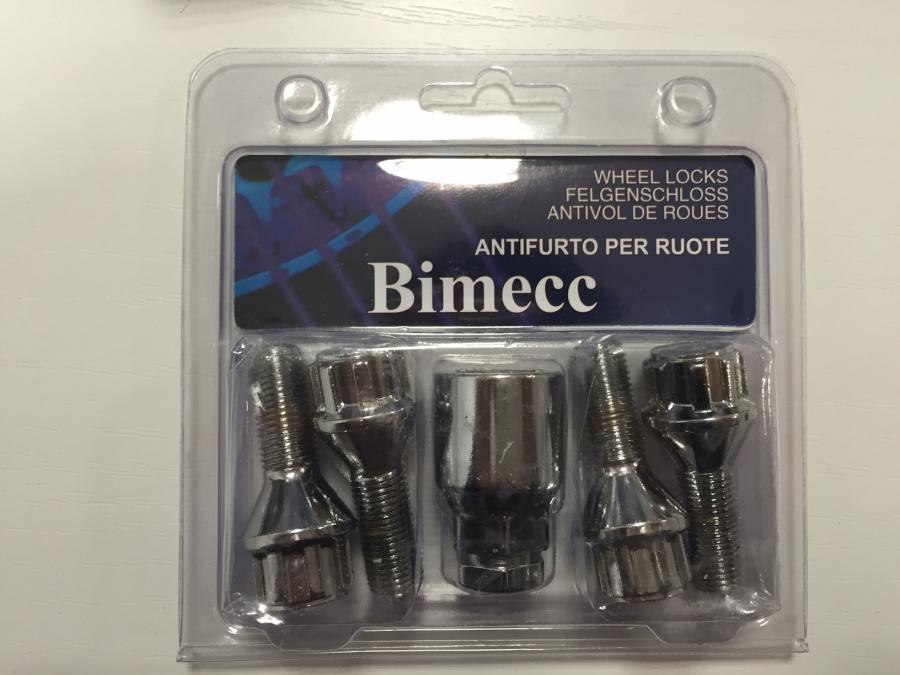 WHEEL LOCKS
FELGENSCHLOSS
ANTIVOL DE ROUES
ANTIFURTO PER RUOTE
Bimecc